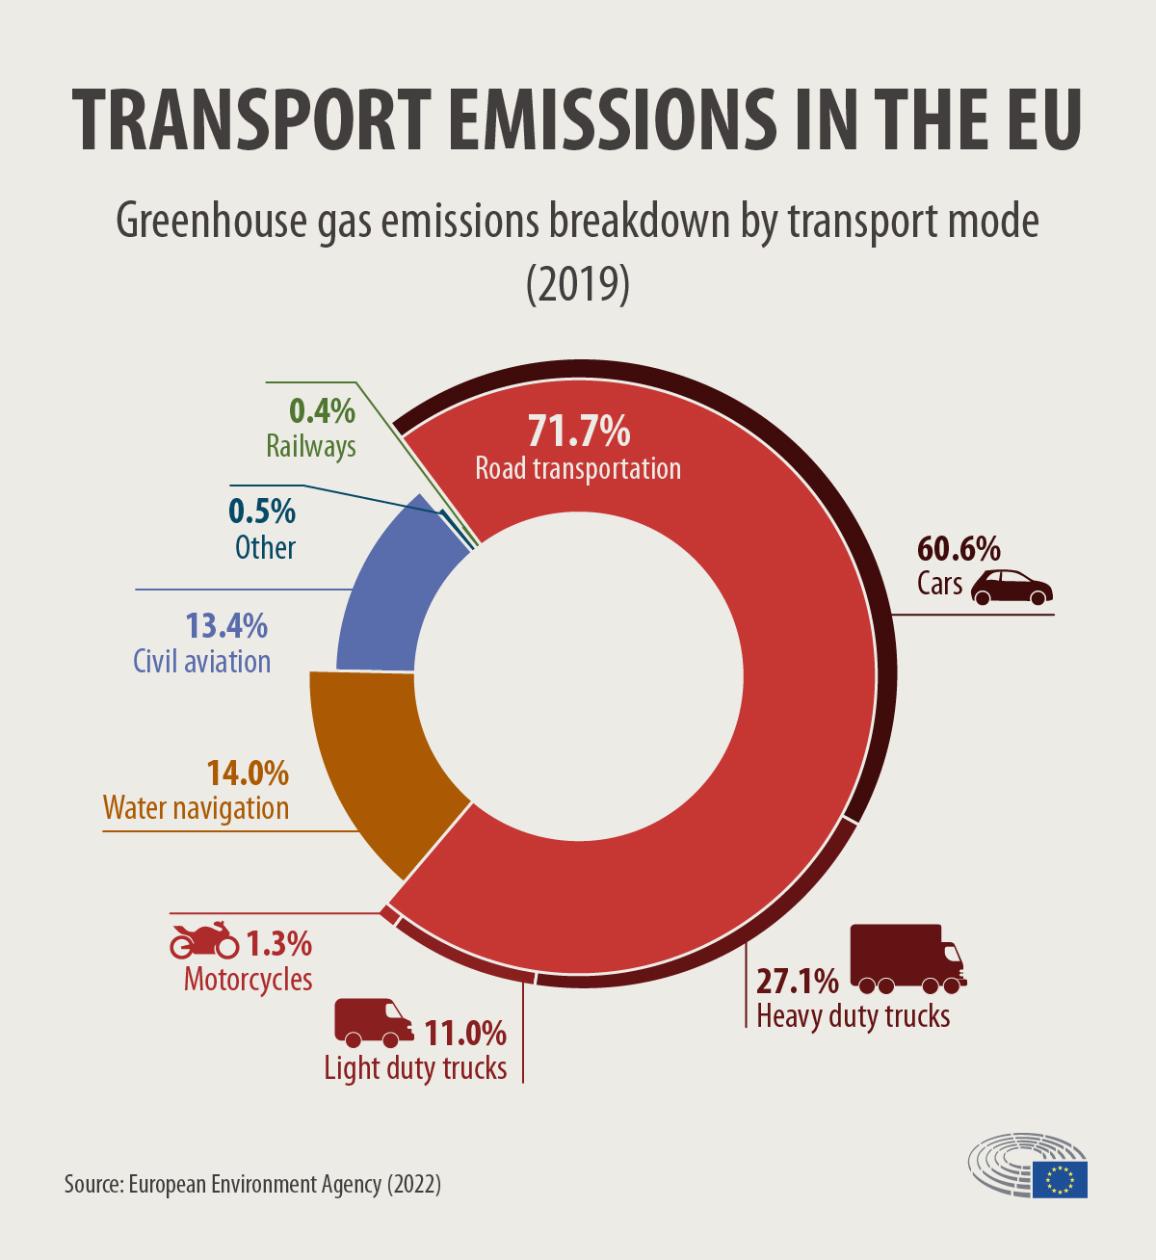 TRANSPORT EMISSIONS IN THE EU
Greenhouse gas emissions breakdown by transport mode
(2019)
0.4%
Railways
71.7%
Road transportation
0.5%
Other
60.6%
Cars
13.4%
Civil aviation
14.0%
Water navigation
1.3%
Motorcycles
27.1%
Heavy duty trucks
11.0%
Light duty trucks
Source: European Environment Agency (2022)